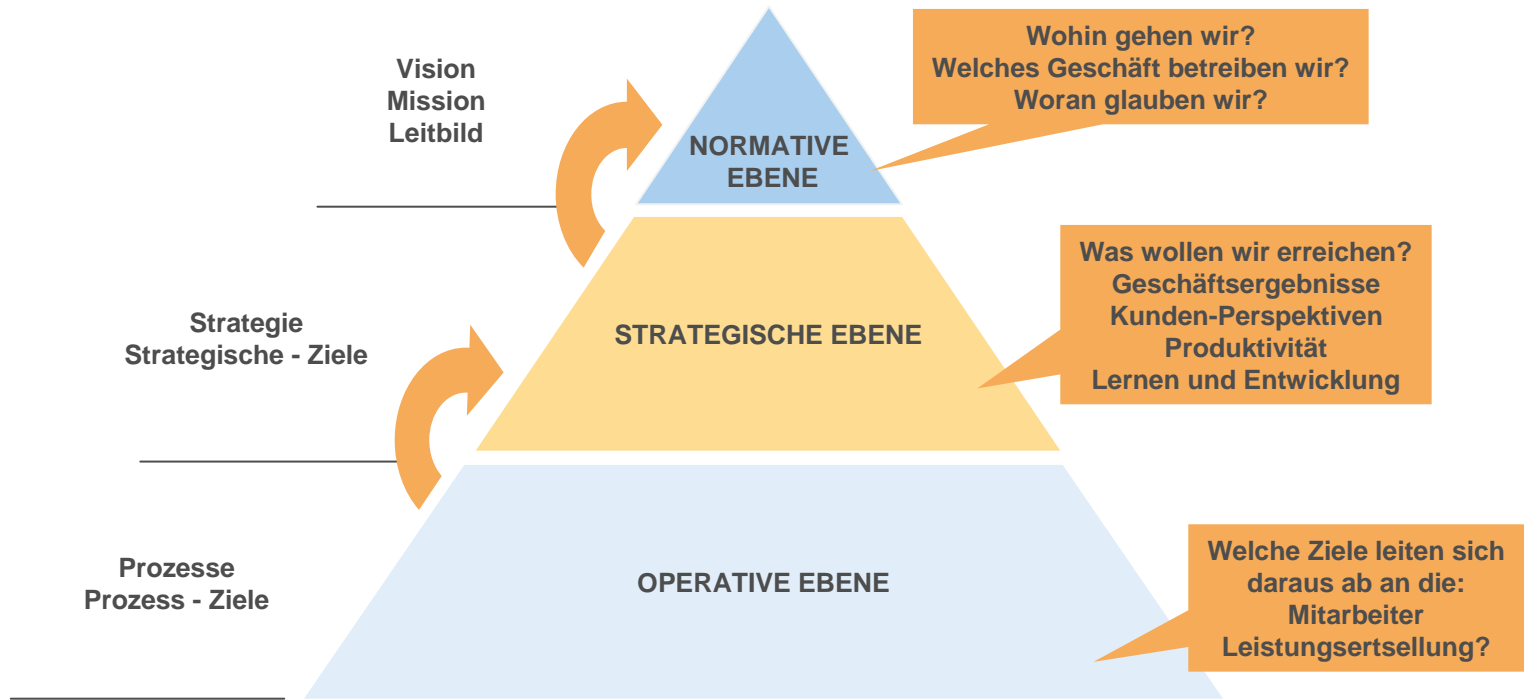 Vision
Mission
Leitbild
NORMATIVE
EBENE
Wohin gehen wir?
Welches Geschäft betreiben wir?
Woran glauben wir?
Strategie
Strategische - Ziele
STRATEGISCHE EBENE
Was wollen wir erreichen?
Geschäftsergebnisse
Kunden-Perspektiven
Produktivität
Lernen und Entwicklung
Prozesse
Prozess - Ziele
OPERATIVE EBENE
Welche Ziele leiten sich
daraus ab an die:
Mitarbeiter
Leistungsertsellung?